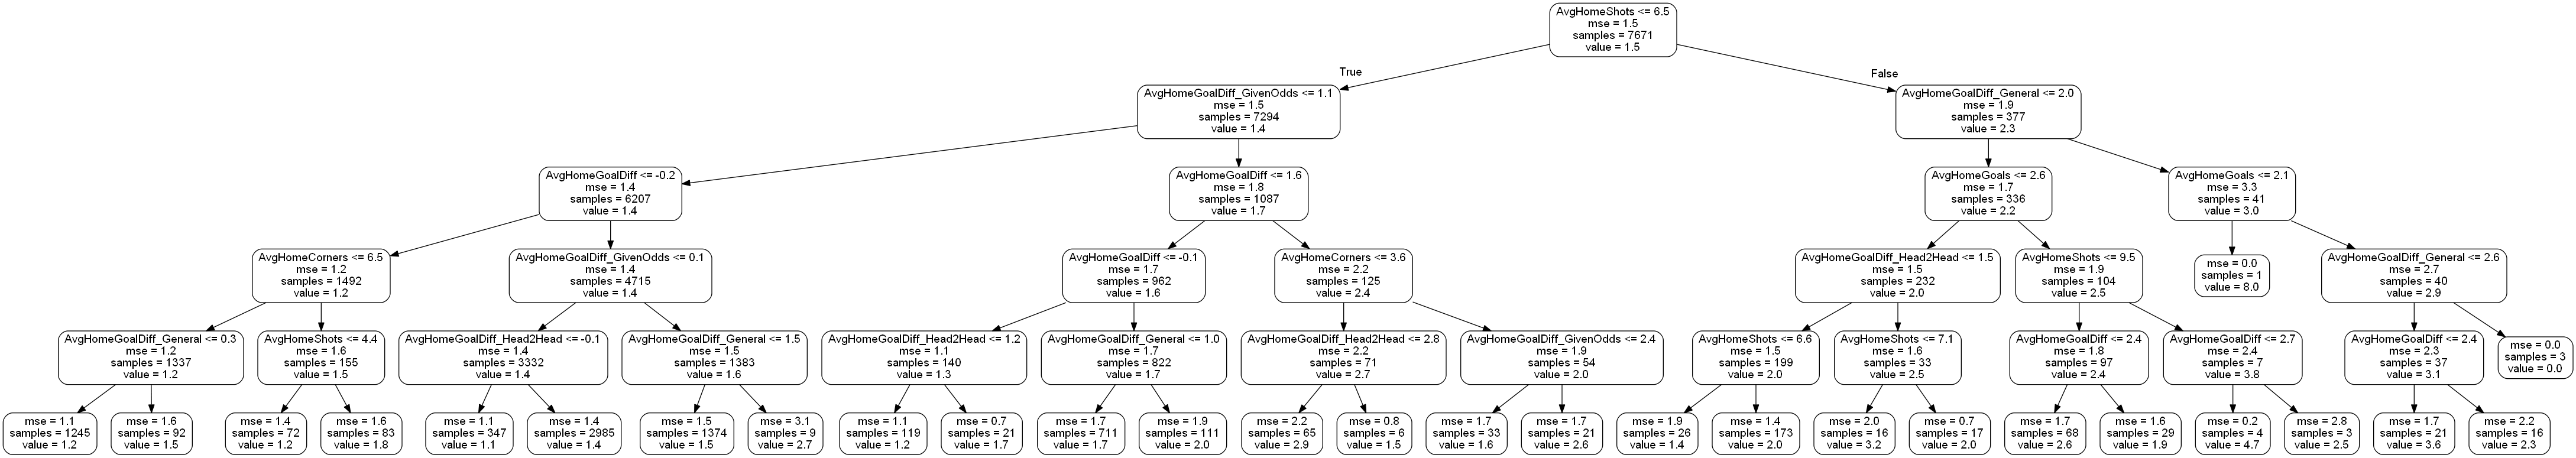 AvgHomeShots <= 6.5
mse = 1.5
samples = 7671
value = 1.5
True
False
AvgHomeGoalDiff_GivenOdds <= 1.1
mse = 1.5
samples = 7294
value = 1.4
AvgHomeGoalDiff_General <= 2.0
mse = 1.9
samples = 377
value = 2.3
AvgHomeGoalDiff <= -0.2
mse = 1.4
samples = 6207
value = 1.4
AvgHomeGoalDiff <= 1.6
mse = 1.8
samples = 1087
value = 1.7
AvgHomeGoals <= 2.6
mse = 1.7
samples = 336
value = 2.2
AvgHomeGoals <= 2.1
mse = 3.3
samples = 41
value = 3.0
AvgHomeCorners <= 6.5
mse = 1.2
samples = 1492
value = 1.2
AvgHomeGoalDiff_GivenOdds <= 0.1
mse = 1.4
samples = 4715
value = 1.4
AvgHomeGoalDiff <= -0.1
mse = 1.7
samples = 962
value = 1.6
AvgHomeCorners <= 3.6
mse = 2.2
samples = 125
value = 2.4
AvgHomeGoalDiff_Head2Head <= 1.5
mse = 1.5
samples = 232
value = 2.0
AvgHomeShots <= 9.5
mse = 1.9
samples = 104
value = 2.5
mse = 0.0
samples = 1
value = 8.0
AvgHomeGoalDiff_General <= 2.6
mse = 2.7
samples = 40
value = 2.9
AvgHomeGoalDiff_General <= 0.3
mse = 1.2
samples = 1337
value = 1.2
AvgHomeShots <= 4.4
mse = 1.6
samples = 155
value = 1.5
AvgHomeGoalDiff_Head2Head <= -0.1
mse = 1.4
samples = 3332
value = 1.4
AvgHomeGoalDiff_General <= 1.5
mse = 1.5
samples = 1383
value = 1.6
AvgHomeGoalDiff_Head2Head <= 1.2
mse = 1.1
samples = 140
value = 1.3
AvgHomeGoalDiff_General <= 1.0
mse = 1.7
samples = 822
value = 1.7
AvgHomeGoalDiff_Head2Head <= 2.8
mse = 2.2
samples = 71
value = 2.7
AvgHomeGoalDiff_GivenOdds <= 2.4
mse = 1.9
samples = 54
value = 2.0
AvgHomeShots <= 6.6
mse = 1.5
samples = 199
value = 2.0
AvgHomeShots <= 7.1
mse = 1.6
samples = 33
value = 2.5
AvgHomeGoalDiff <= 2.4
mse = 1.8
samples = 97
value = 2.4
AvgHomeGoalDiff <= 2.7
mse = 2.4
samples = 7
value = 3.8
AvgHomeGoalDiff <= 2.4
mse = 2.3
samples = 37
value = 3.1
mse = 0.0
samples = 3
value = 0.0
mse = 1.1
samples = 1245
value = 1.2
mse = 1.6
samples = 92
value = 1.5
mse = 1.4
samples = 72
value = 1.2
mse = 1.6
samples = 83
value = 1.8
mse = 1.1
samples = 347
value = 1.1
mse = 1.4
samples = 2985
value = 1.4
mse = 1.5
samples = 1374
value = 1.5
mse = 3.1
samples = 9
value = 2.7
mse = 1.1
samples = 119
value = 1.2
mse = 0.7
samples = 21
value = 1.7
mse = 1.7
samples = 711
value = 1.7
mse = 1.9
samples = 111
value = 2.0
mse = 2.2
samples = 65
value = 2.9
mse = 0.8
samples = 6
value = 1.5
mse = 1.7
samples = 33
value = 1.6
mse = 1.7
samples = 21
value = 2.6
mse = 1.9
samples = 26
value = 1.4
mse = 1.4
samples = 173
value = 2.0
mse = 2.0
samples = 16
value = 3.2
mse = 0.7
samples = 17
value = 2.0
mse = 1.7
samples = 68
value = 2.6
mse = 1.6
samples = 29
value = 1.9
mse = 0.2
samples = 4
value = 4.7
mse = 2.8
samples = 3
value = 2.5
mse = 1.7
samples = 21
value = 3.6
mse = 2.2
samples = 16
value = 2.3